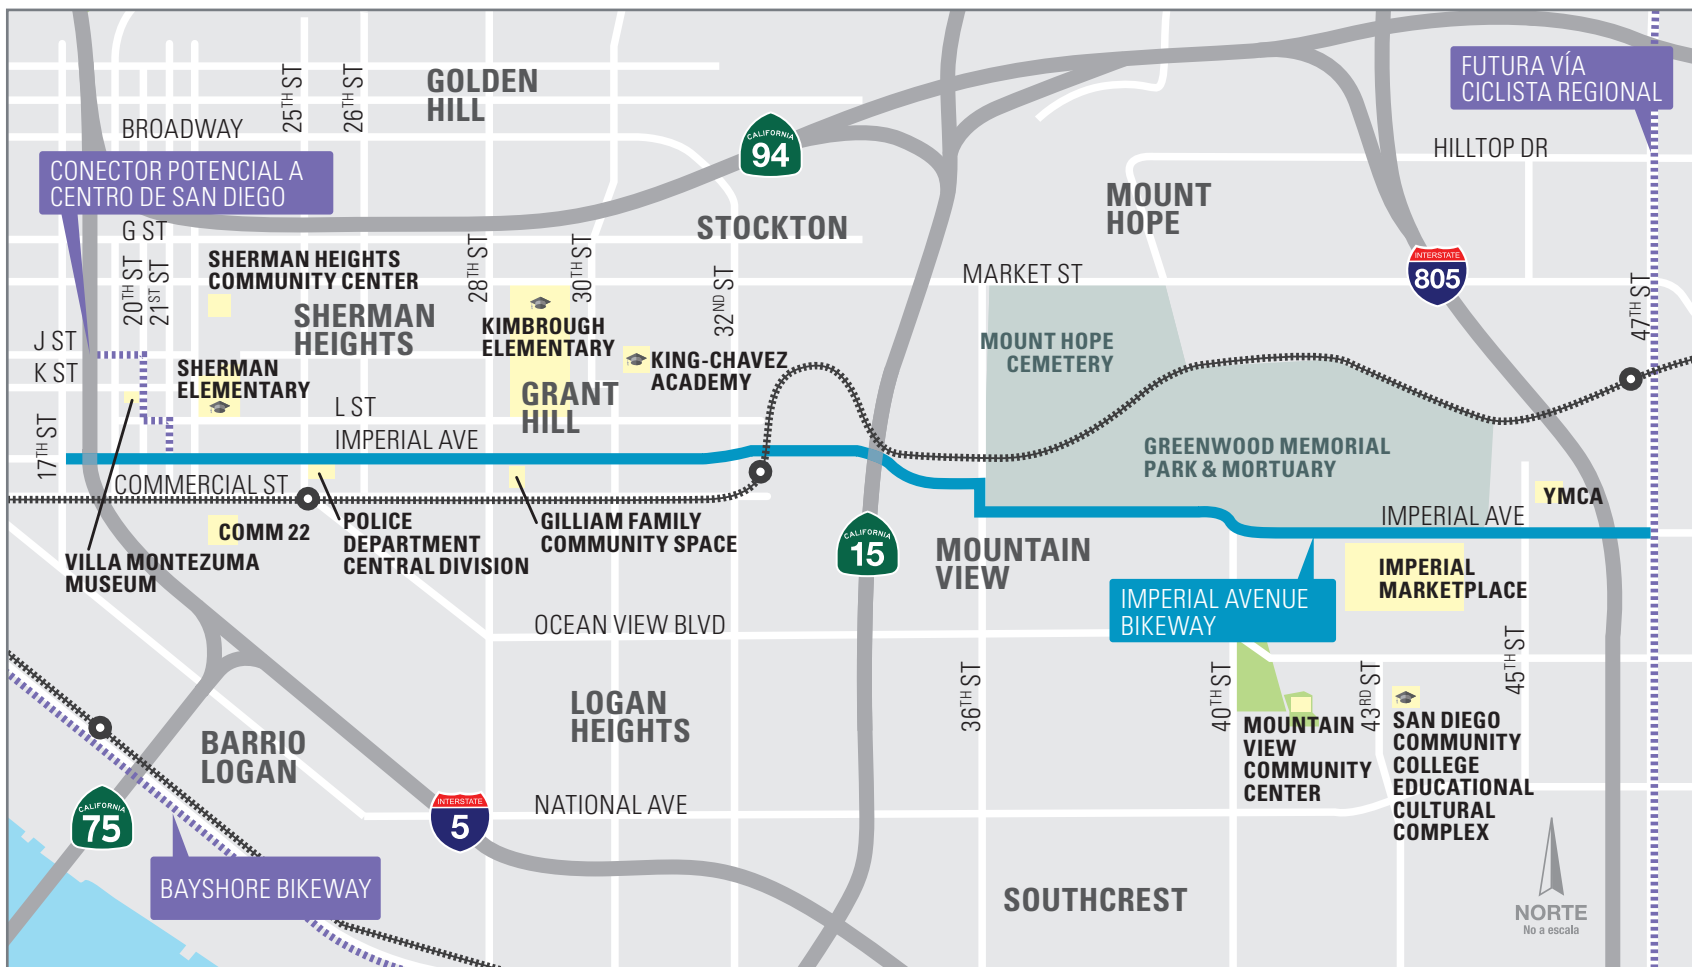 GOLDEN
HILL
25TH ST
26TH ST
BROADWAY
CALIFORNIA
94
FUTURA VÍA
CICLISTA REGIONAL
HILLTOP DR
CONECTOR POTENCIAL A
CENTRO DE SAN DIEGO
MOUNT
HOPE
STOCKTON
G ST
20TH ST
21ST ST
SHERMAN HEIGHTS
COMMUNITY CENTER
28TH ST
30TH ST
32ND ST
MARKET ST
INTERSTATE
805
47TH ST
SHERMAN
HEIGHTS
KIMBROUGH
ELEMENTARY
J ST
K ST
SHERMAN
ELEMENTARY
KING-CHAVEZ
ACADEMY
MOUNT HOPE
CEMETERY
GRANT
HILL
L ST
IMPERIAL AVE
17TH ST
GREENWOOD MEMORIAL
PARK & MORTUARY
COMMERCIAL ST
COMM 22
VILLA MONTEZUMA
MUSEUM
POLICE
DEPARTMENT
CENTRAL DIVISION
GILLIAM FAMILY
COMMUNITY SPACE
CALIFORNIA
15
MOUNTAIN
VIEW
YMCA
IMPERIAL AVE
IMPERIAL
MARKETPLACE
IMPERIAL AVENUE
BIKEWAY
OCEAN VIEW BLVD
36TH ST
40TH ST
43RD ST
45TH ST
LOGAN
HEIGHTS
BARRIO
LOGAN
MOUNTAIN
VIEW
COMMUNITY
CENTER
SAN DIEGO
COMMUNITY
COLLEGE
EDUCATIONAL
CULTURAL
COMPLEX
CALIFORNIA
75
INTERSTATE
5
NATIONAL AVE
BAYSHORE BIKEWAY
SOUTHCREST
NORTE
No a escala